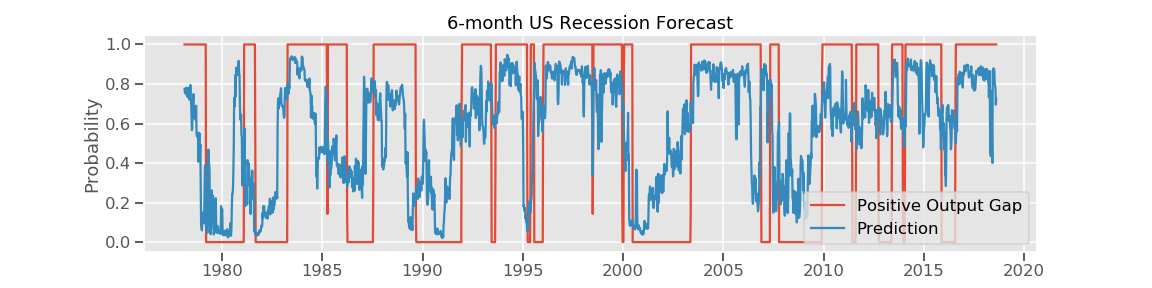 6-month US Recession Forecast
Probability
1.0
0.8
0.6
0.4
0.2
0.0
1980 1985 1990 1995 2000 2005 2010 2015 2020
Positive Output Gap
Prediction